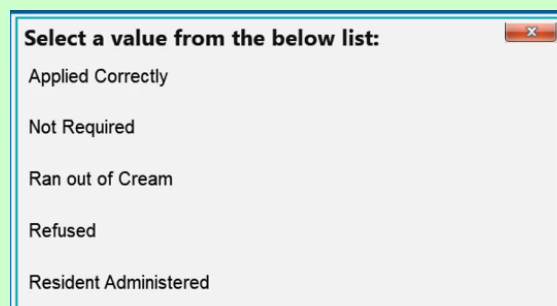 Select a value from the below list:
Applied Correctly
Not Required
Ran out of Cream
Refused
Resident Administered